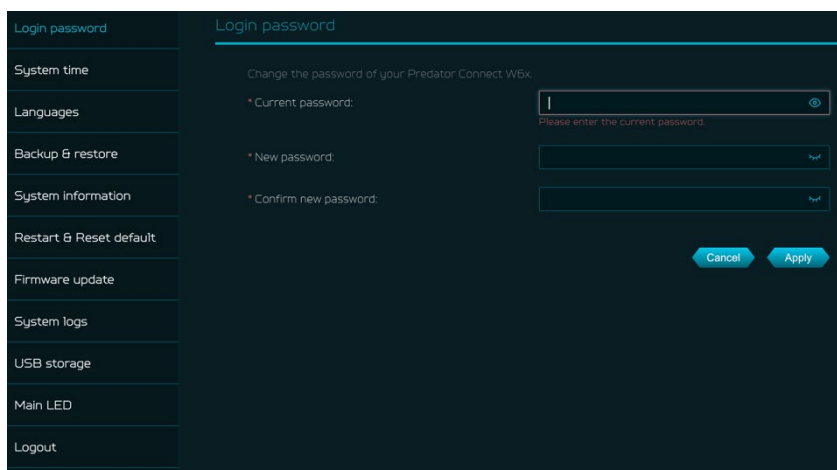 Login password
System time
Languages
Backup & restore
System information
Restart & Reset default
Firmware update
System logs
USB storage
Main LED
Logout
Login password
Change the password of your Predator Connect W6x.
* Current password:
Please enter the current password.
* New password:
* Confirm new password:
Cancel
Apply